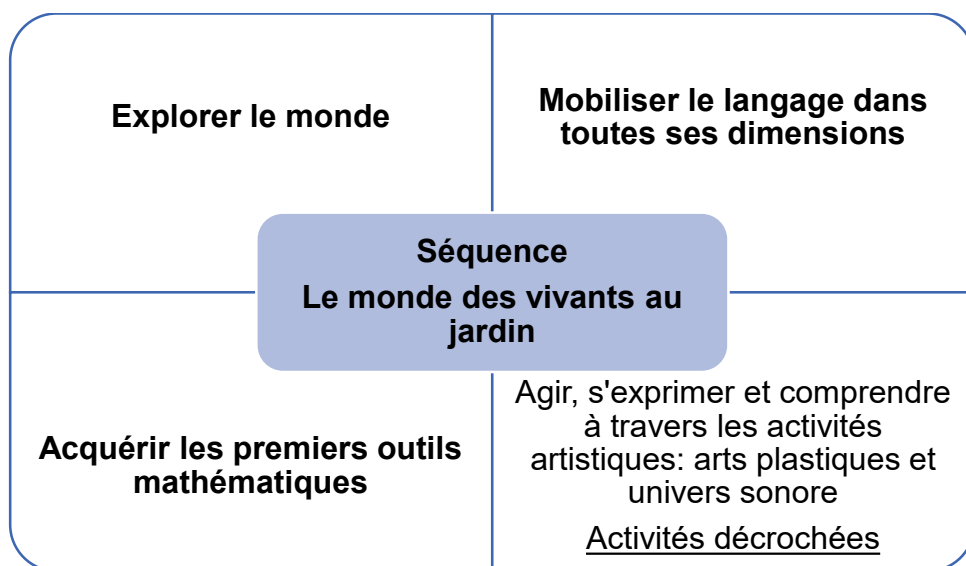 Explorer le monde
Mobiliser le langage dans
toutes ses dimensions
Séquence
Le monde des vivants au
jardin
Acquérir les premiers outils
mathématiques
Agir, s'exprimer et comprendre
à travers les activités
artistiques: arts plastiques et
univers sonore
Activités décrochées